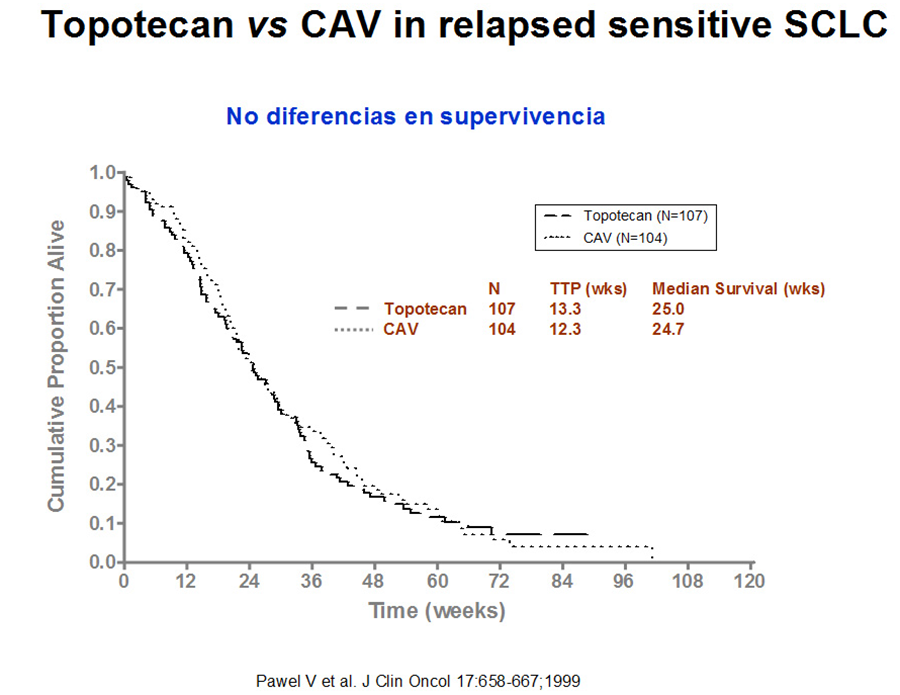 Topotecan vs CAV in relapsed sensitive SCLC
No diferencias en supervivencia
Cumulative Proportion Alive
1.0
0.9
0.8
0.7
0.6
0.5
0.4
0.3
0.2
0.1
0.0
Topotecan (N=107)
CAV (N=104)
N TTP (wks) Median Survival (wks)
Topotecan 107 13.3 25.0
CAV 104 12.3 24.7
0 12 24 36 48 60 72 84 96 108 120
Time (weeks)
Pawel V et al. J Clin Oncol 17:658-667;1999